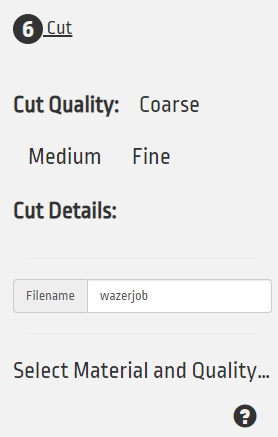 6 Cut
Cut Quality: Coarse
Medium Fine
Cut Details:
Filename wazerjob
Select Material and Quality...
?